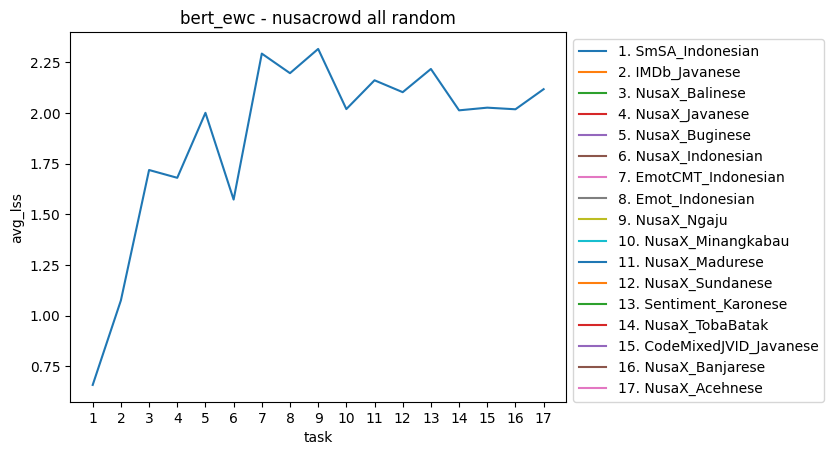 bert_ewc - nusacrowd all random
avg_lss
2.25
2.00
1.75
1.50
1.25
1.00
0.75
1 2 3 4 5 6 7 8 9 10 11 12 13 14 15 16 17
task
1. SmSA_Indonesian
2. IMDb_Javanese
3. NusaX_Balinese
4. NusaX_Javanese
5. NusaX_Buginese
6. NusaX_Indonesian
7. EmotCMT_Indonesian
8. Emot_Indonesian
9. NusaX_Ngaju
10. NusaX_Minangkabau
11. NusaX_Madurese
12. NusaX_Sundanese
13. Sentiment_Karonese
14. NusaX_TobaBatak
15. CodeMixedJVID_Javanese
16. NusaX_Banjarese
17. NusaX_Acehnese